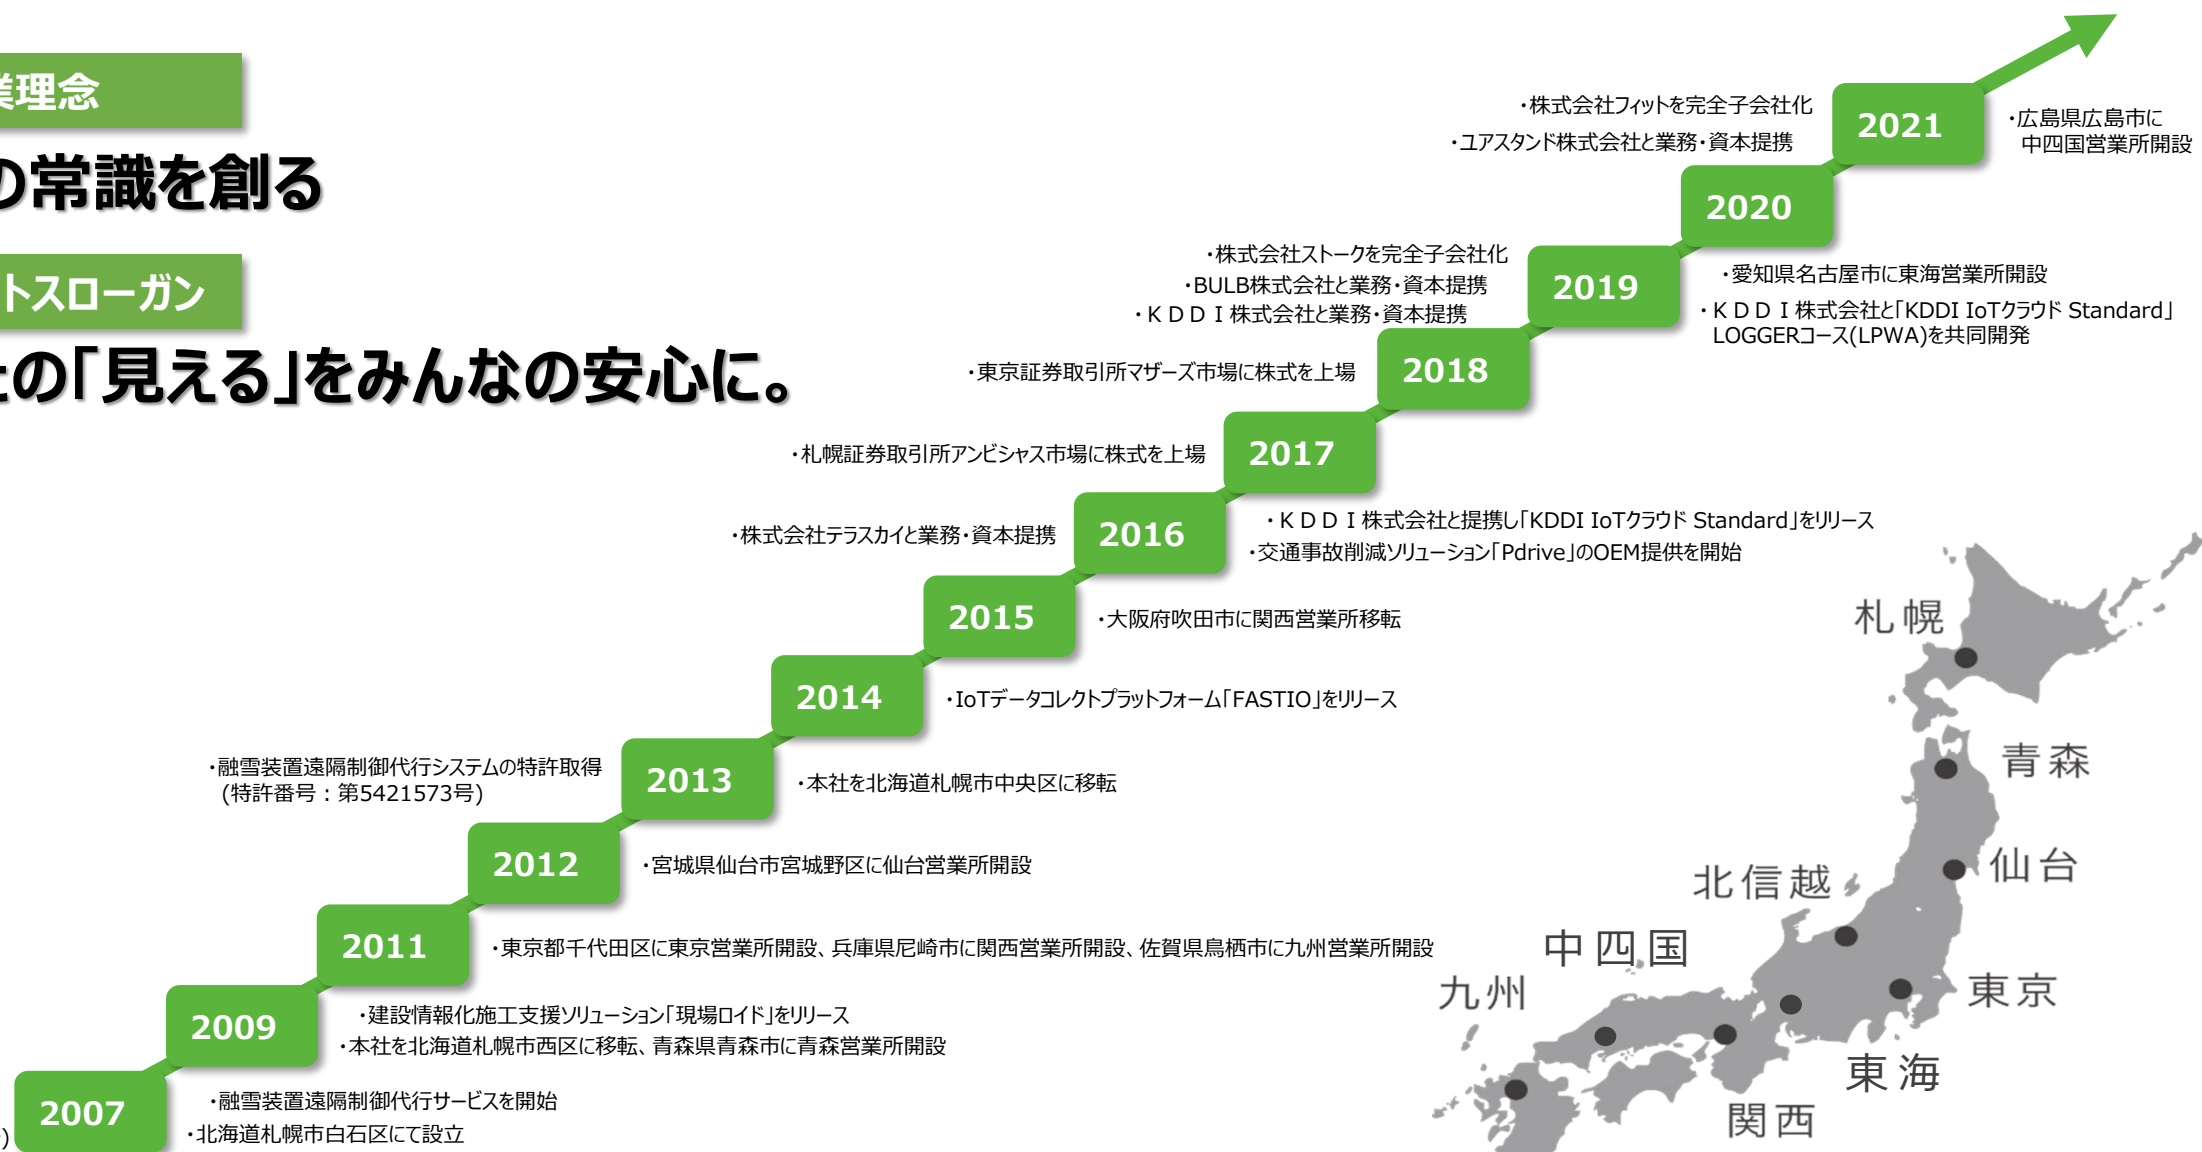 業理念
の常識を創る
トスローガン
の「見える」をみんなの安心に。
・株式会社フィットを完全子会社化
・ユアスタンド株式会社と業務・資本提携
2021
・広島県広島市に
中四国営業所開設
2020
・愛知県名古屋市に東海営業所開設
・ＫＤＤＩ株式会社と「KDDI IoTクラウド Standard」
LOGGERコース(LPWA)を共同開発
・株式会社ストークを完全子会社化
・BULB株式会社と業務・資本提携
・ＫＤＤＩ株式会社と業務・資本提携
2019
・東京証券取引所マザーズ市場に株式を上場
2018
・札幌証券取引所アンビシャス市場に株式を上場
2017
・ＫＤＤＩ株式会社と提携し「KDDI IoTクラウド Standard」をリリース
・交通事故削減ソリューション「Pdrive」のOEM提供を開始
・株式会社テラスカイと業務・資本提携
2016
2015
・大阪府吹田市に関西営業所移転
2014
・IoTデータコレクトプラットフォーム「FASTIO」をリリース
・融雪装置遠隔制御代行システムの特許取得
(特許番号：第5421573号)
2013
・本社を北海道札幌市中央区に移転
2012
・宮城県仙台市宮城野区に仙台営業所開設
2011
・東京都千代田区に東京営業所開設、兵庫県尼崎市に関西営業所開設、佐賀県鳥栖市に九州営業所開設
2009
・建設情報化施工支援ソリューション「現場ロイド」をリリース
・本社を北海道札幌市西区に移転、青森県青森市に青森営業所開設
)
2007
・融雪装置遠隔制御代行サービスを開始
・北海道札幌市白石区にて設立
札幌
青森
仙台
北信越
中四国
九州
東京
東海
関西